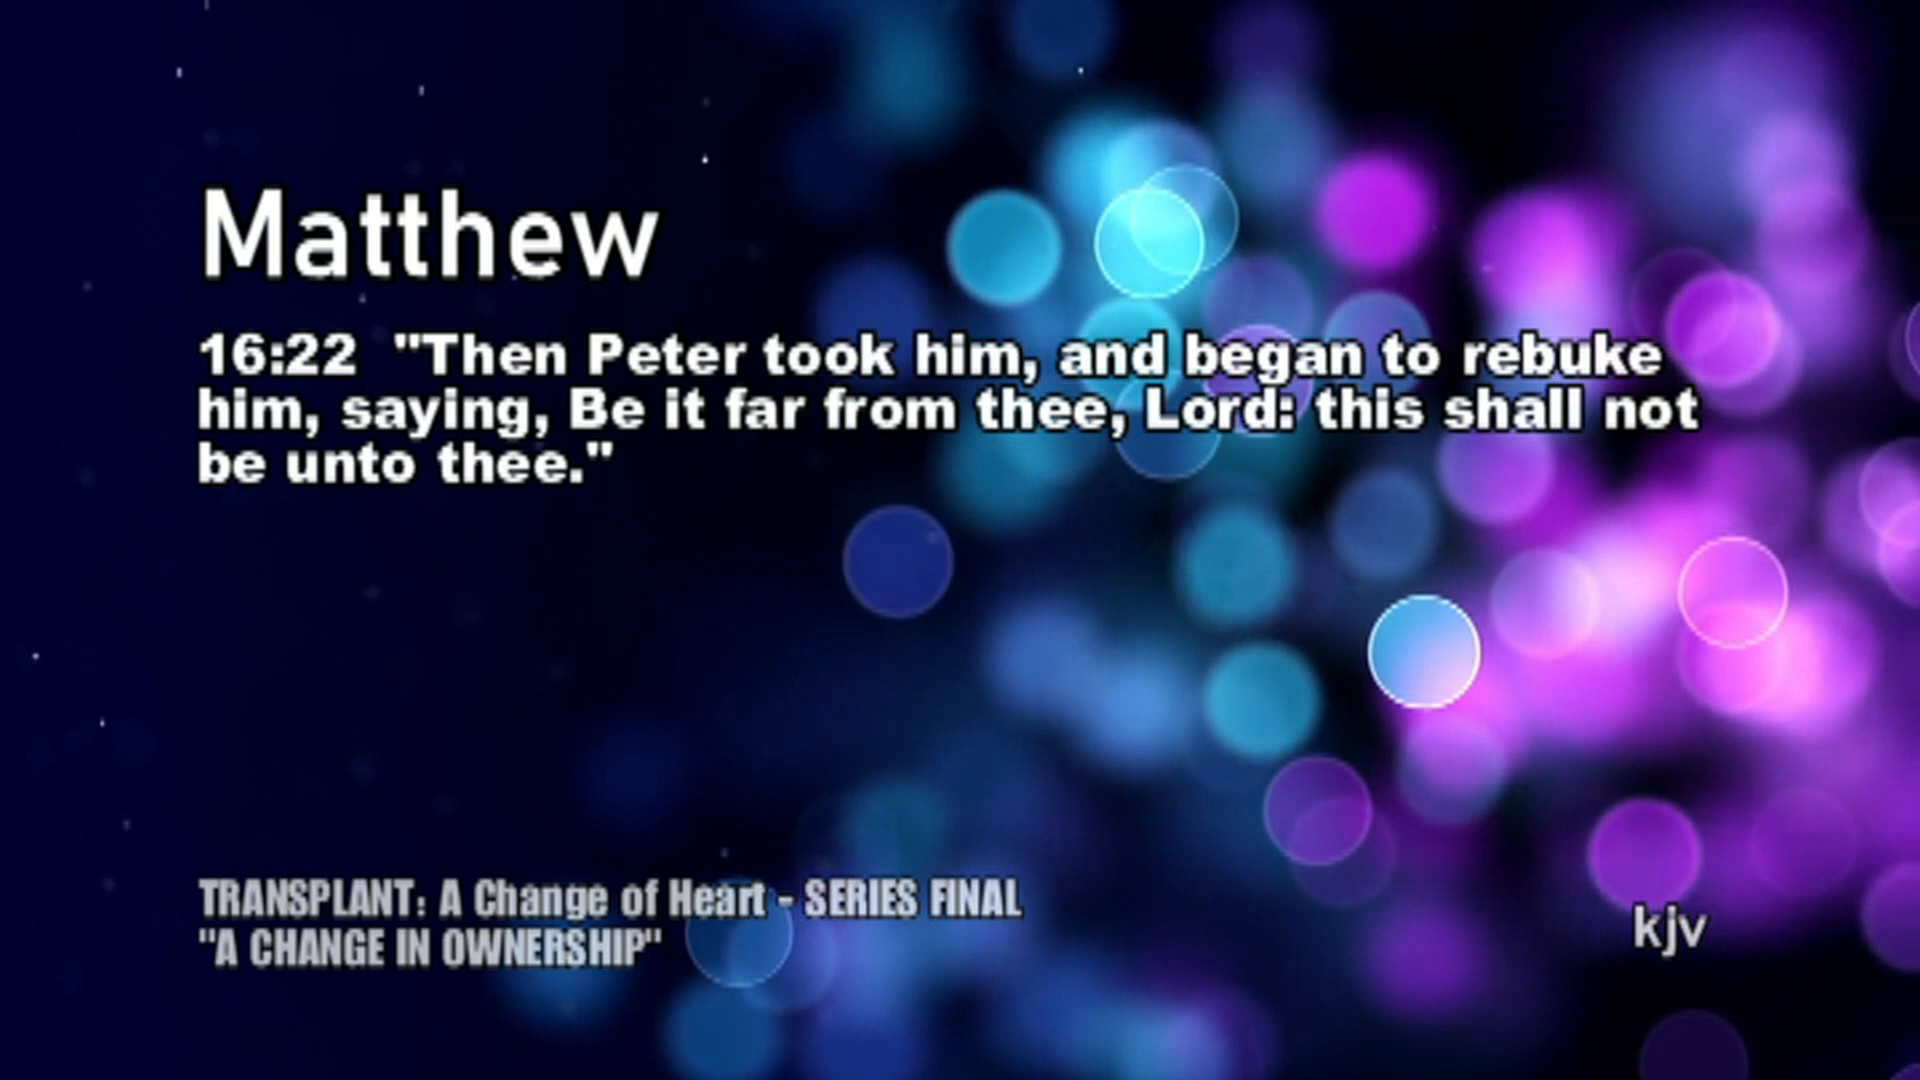 Matthew
16:22  "Then Peter took him, and began to rebuke
him, saying, Be it far from thee, Lord: this shall not
be unto thee."
TRANSPLANT: A Change of Heart - SERIES FINAL
"A CHANGE IN OWNERSHIP"
kjv